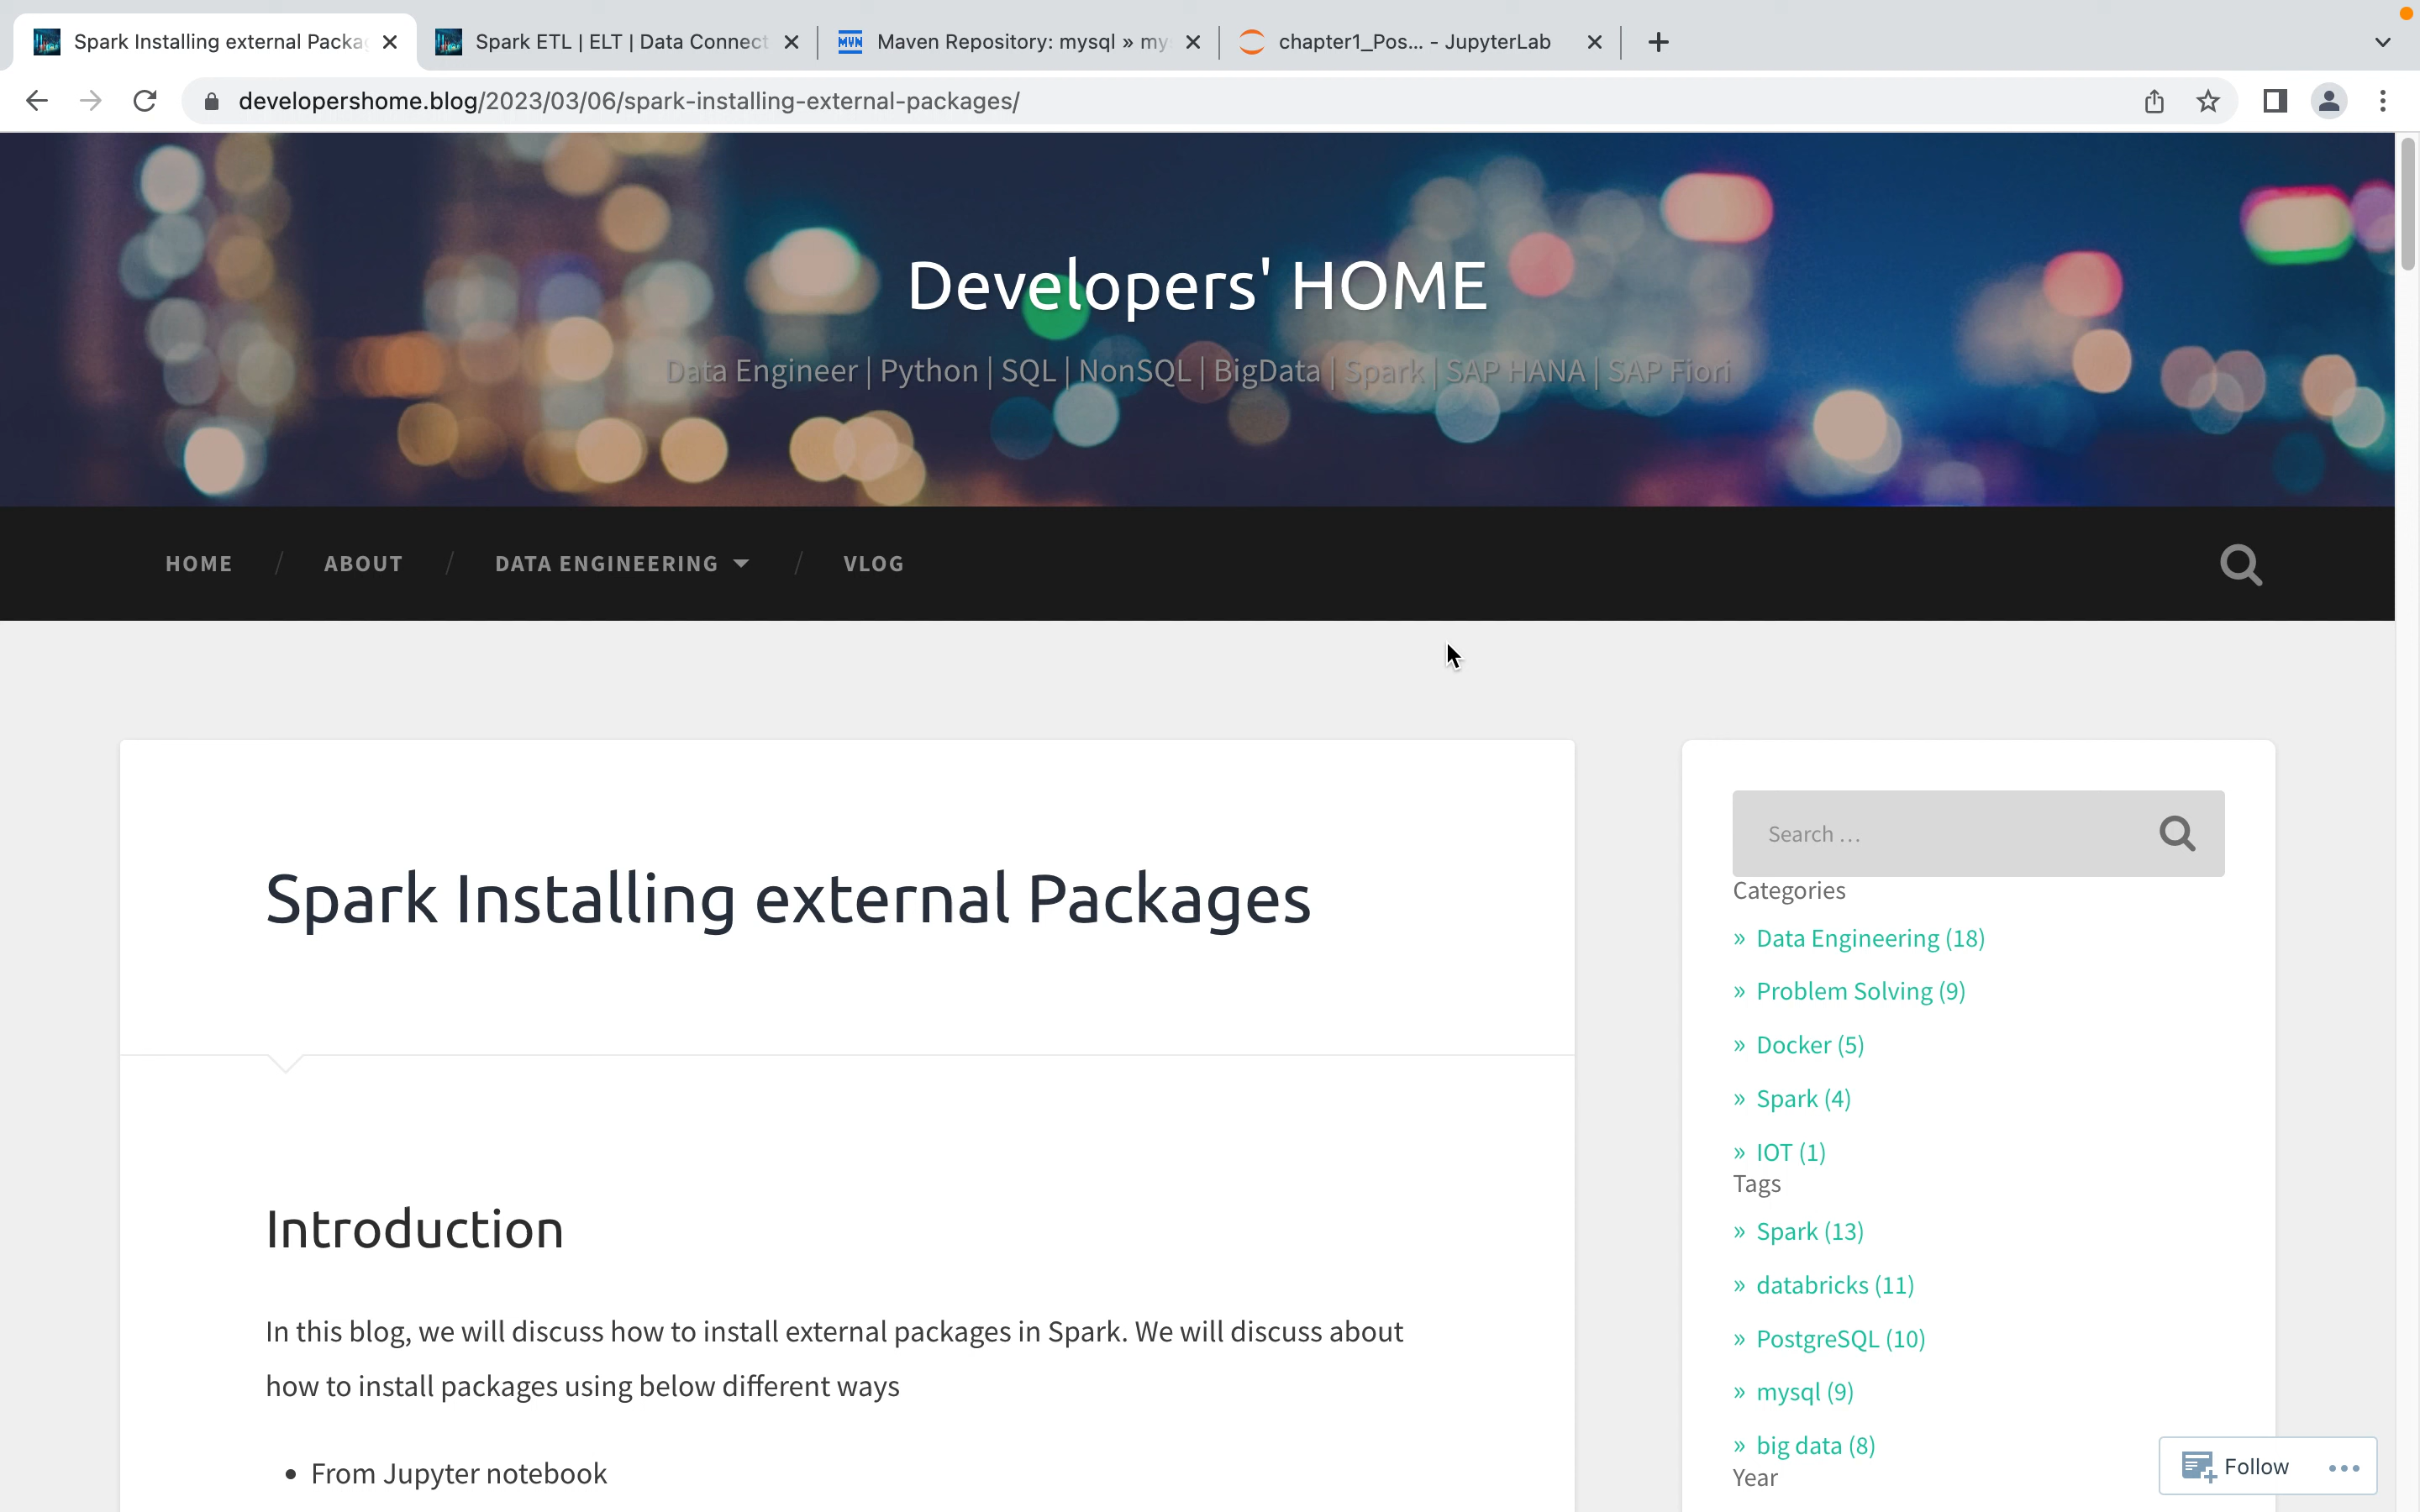 Spark Installing external Packa
Spark ETL | ELT | Data Connect
MVN
Maven Repository: mysql » my
chapter1_Pos... - JupyterLab
developershome.blog/2023/03/06/spark-installing-external-packages/
Developers' HOME
Data Engineer | Python | SQL | NonSQL | BigData | Spark | SAP HANA | SAP Fiori
HOME / ABOUT / DATA ENGINEERING / VLOG
Spark Installing external Packages
Introduction
In this blog, we will discuss how to install external packages in Spark. We will discuss about
how to install packages using below different ways
• From Jupyter notebook
Search …
Categories
» Data Engineering (18)
» Problem Solving (9)
» Docker (5)
» Spark (4)
» IOT (1)
Tags
» Spark (13)
» databricks (11)
» PostgreSQL (10)
» mysql (9)
» big data (8)
Year
Follow